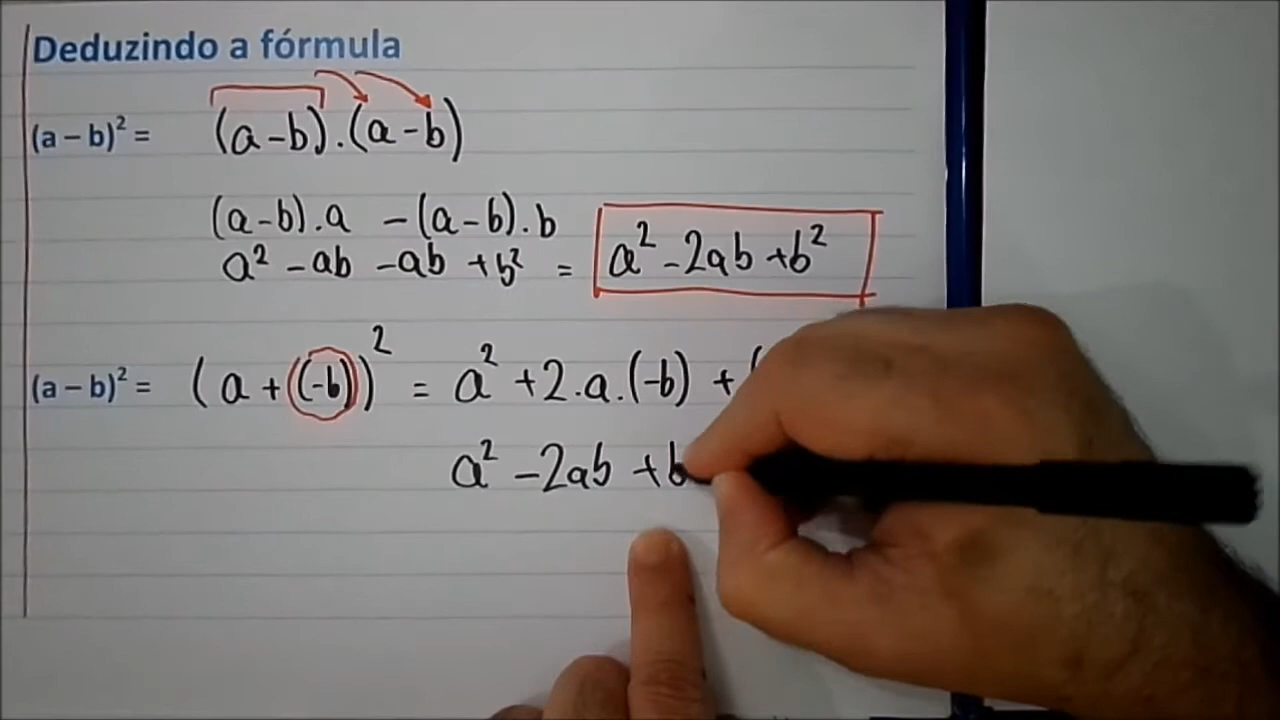 Deduzindo a fórmula
(a – b)² = (a – b) . (a – b)
(a – b) . a – (a – b) . b
a² – ab – ab + b² = a² – 2ab + b²
(a – b)² = (a + (-b))² = a² + 2 . a . (-b) + (
a² – 2ab + b